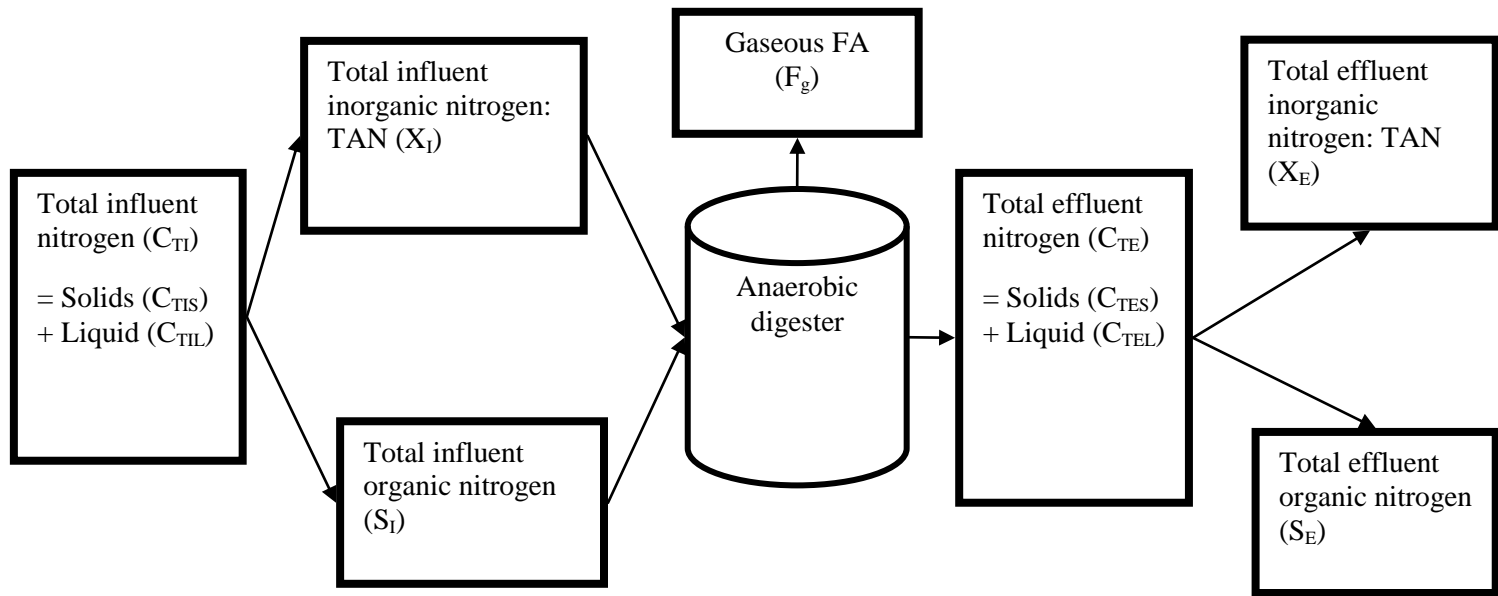 Total influent
nitrogen (C_TI)
= Solids (C_TIS)
+ Liquid (C_TIL)
Total influent
inorganic nitrogen:
TAN (X_I)
Total influent
organic nitrogen
(S_I)
Gaseous FA
(F_g)
Anaerobic
digester
Total effluent
nitrogen (C_TE)
= Solids (C_TES)
+ Liquid (C_TEL)
Total effluent
inorganic
nitrogen: TAN
(X_E)
Total effluent
organic nitrogen
(S_E)